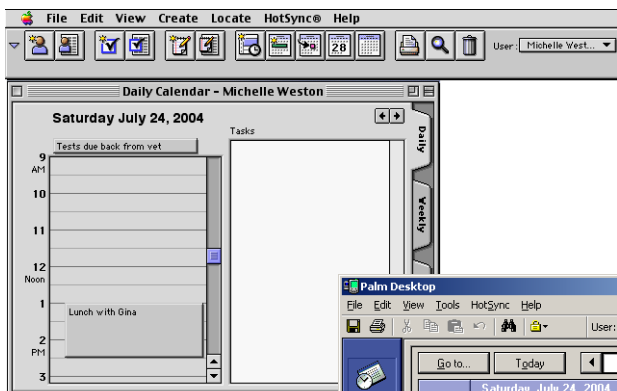 File Edit View Create Locate HotSync® Help
28
User: Michelle West...
Daily Calendar - Michelle Weston
Saturday July 24, 2004
Tasks
Daily
Tests due back from vet
9
AM
10
Weekly
11
12
Noon
1
Lunch with Gina
2
PM
3
Palm Desktop
File Edit View Tools HotSync Help
User:
Go to... Today
Saturday, July 24, 2004